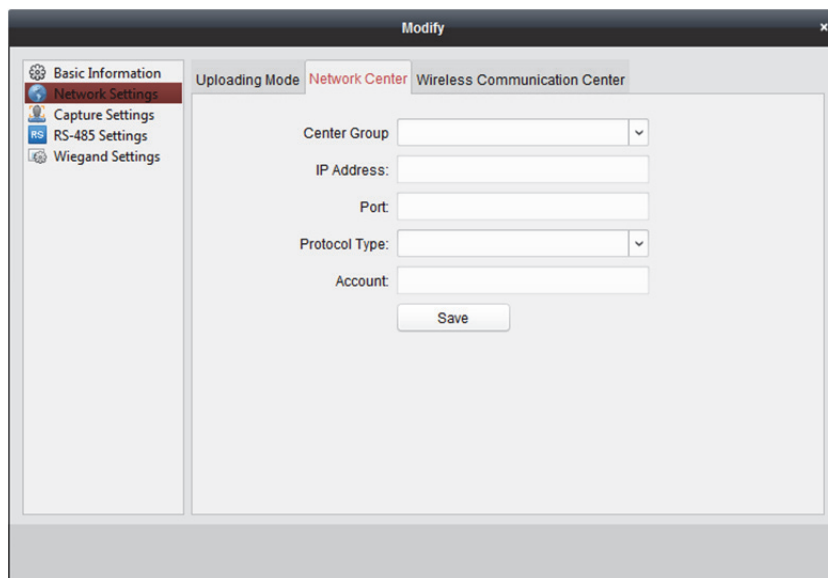 Modify
×
Basic Information
Network Settings
Capture Settings
RS RS-485 Settings
Wiegand Settings
Uploading Mode Network Center Wireless Communication Center
Center Group
IP Address:
Port:
Protocol Type:
Account:
Save